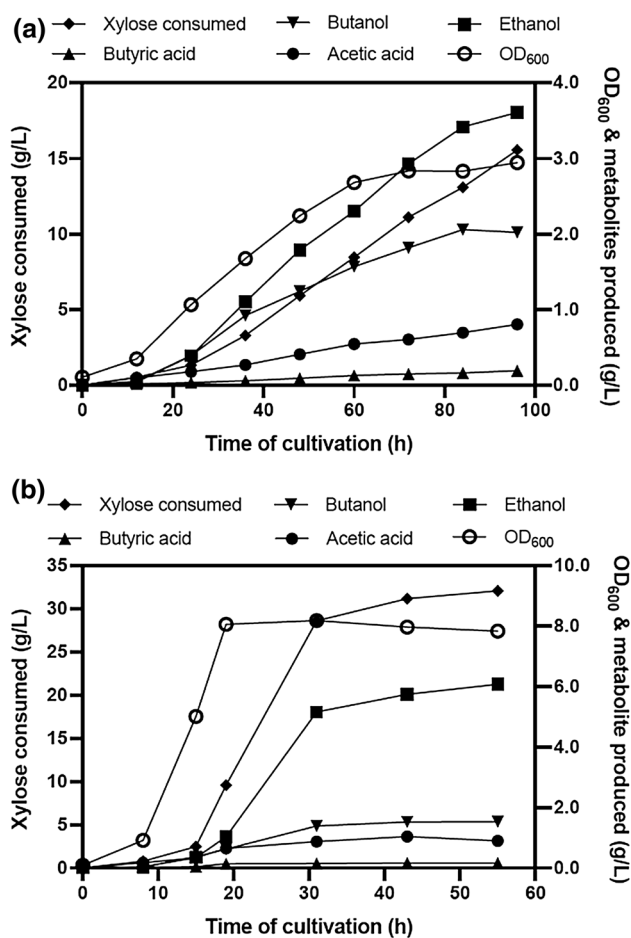 (a)
Xylose consumed Butanol Ethanol
Butyric acid Acetic acid OD600
20
15
10
5
0
4.0
3.0
2.0
1.0
0.0
0 20 40 60 80 100
Xylose consumed (g/L)
OD600 & metabolites produced (g/L)
Time of cultivation (h)
(b)
Xylose consumed Butanol Ethanol
Butyric acid Acetic acid OD600
35
30
25
20
15
10
5
0
10.0
8.0
6.0
4.0
2.0
0.0
0 10 20 30 40 50 60
Xylose consumed (g/L)
OD600 & metabolite produced (g/L)
Time of cultivation (h)